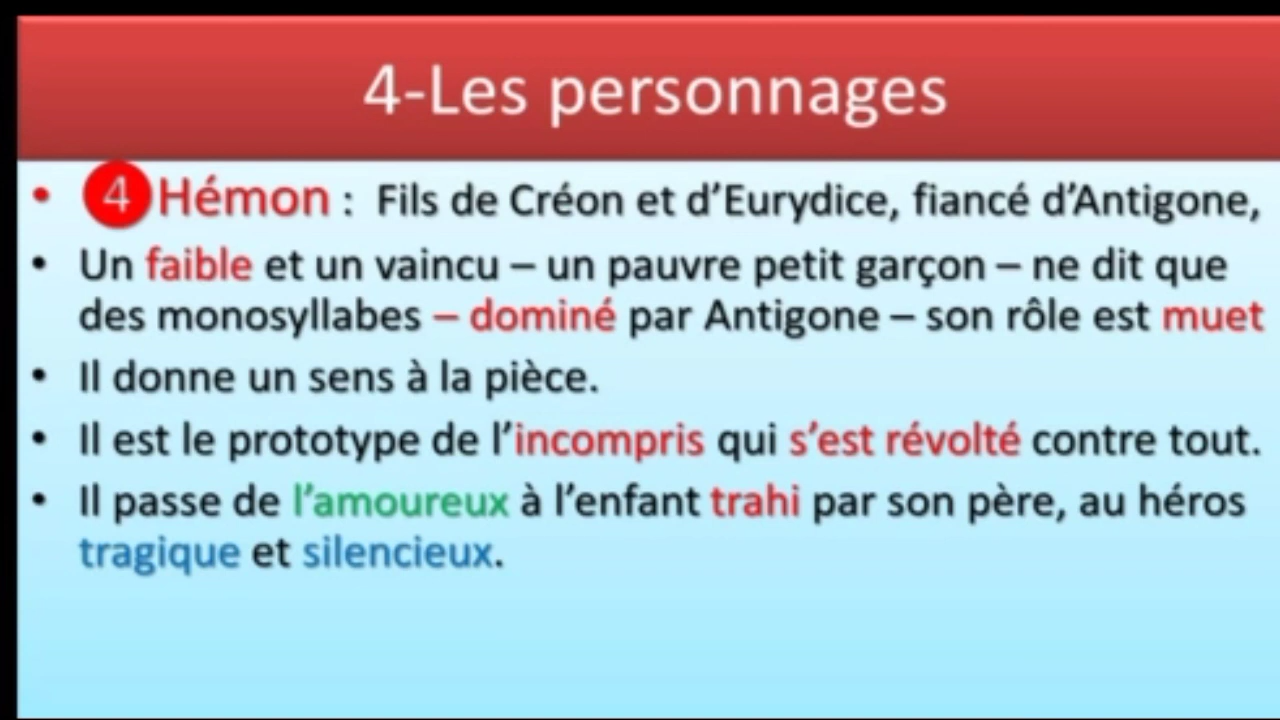 4-Les personnages
• 4 Hémon : Fils de Créon et d’Eurydice, fiancé d’Antigone,
• Un faible et un vaincu – un pauvre petit garçon – ne dit que
des monosyllabes – dominé par Antigone – son rôle est muet
• Il donne un sens à la pièce.
• Il est le prototype de l’incompris qui s’est révolté contre tout.
• Il passe de l’amoureux à l’enfant trahi par son père, au héros
tragique et silencieux.